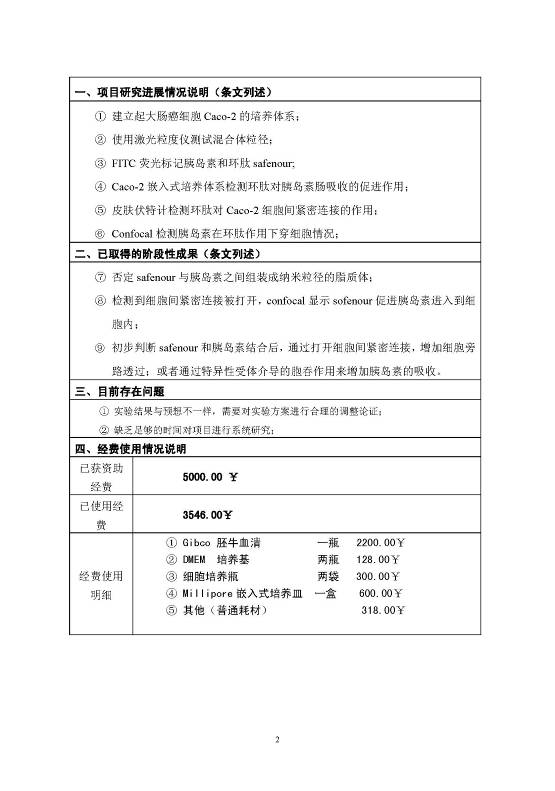 一、项目研究进展情况说明（条文列述）
① 建立起大肠癌细胞 Caco-2 的培养体系；
② 使用激光粒度仪测试混合体粒径；
③ FITC 荧光标记胰岛素和环肽 safenour;
④ Caco-2 嵌入式培养体系检测环肽对胰岛素肠吸收的促进作用；
⑤ 皮肤伏特计检测环肽对 Caco-2 细胞间紧密连接的作用；
⑥ Confocal 检测胰岛素在环肽作用下穿细胞情况；
二、已取得的阶段性成果（条文列述）
⑦ 否定 safenour 与胰岛素之间组装成纳米粒径的脂质体；
⑧ 检测到细胞间紧密连接被打开，confocal 显示 sofenour 促进胰岛素进入到细
胞内；
⑨ 初步判断 safenour 和胰岛素结合后，通过打开细胞间紧密连接，增加细胞旁
路透过；或者通过特异性受体介导的胞吞作用来增加胰岛素的吸收。
三、目前存在问题
① 实验结果与预想不一样，需要对实验方案进行合理的调整论证；
② 缺乏足够的时间对项目进行系统研究；
四、经费使用情况说明
已获资助
经费
5000.00 ￥
已使用经
费
3546.00￥
经费使用
明细
① Gibco 胚牛血清 一瓶 2200.00￥
② DMEM 培养基 两瓶 128.00￥
③ 细胞培养瓶 两袋 300.00￥
④ Millipore 嵌入式培养皿 一盒 600.00￥
⑤ 其他（普通耗材） 318.00￥
2